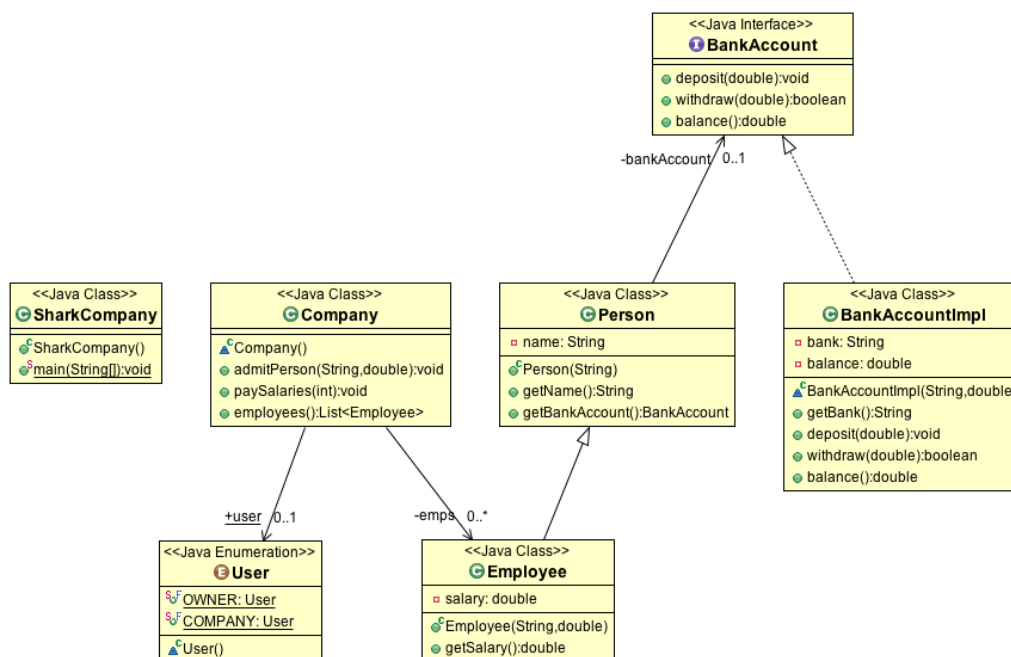 <<Java Interface>>
BankAccount
deposit(double):void
withdraw(double):boolean
balance():double
-bankAccount 0..1
<<Java Class>>
SharkCompany
SharkCompany()
main(String[]):void
<<Java Class>>
Company
Company()
admitPerson(String,double):void
paySalaries(int):void
employees():List<Employee>
<<Java Class>>
Person
name: String
Person(String)
getName():String
getBankAccount():BankAccount
<<Java Class>>
BankAccountImpl
bank: String
balance: double
BankAccountImpl(String,double
getBank():String
deposit(double):void
withdraw(double):boolean
balance():double
+user 0..1
-emps 0..*
<<Java Enumeration>>
User
OWNER: User
COMPANY: User
User()
<<Java Class>>
Employee
salary: double
Employee(String,double)
getSalary():double